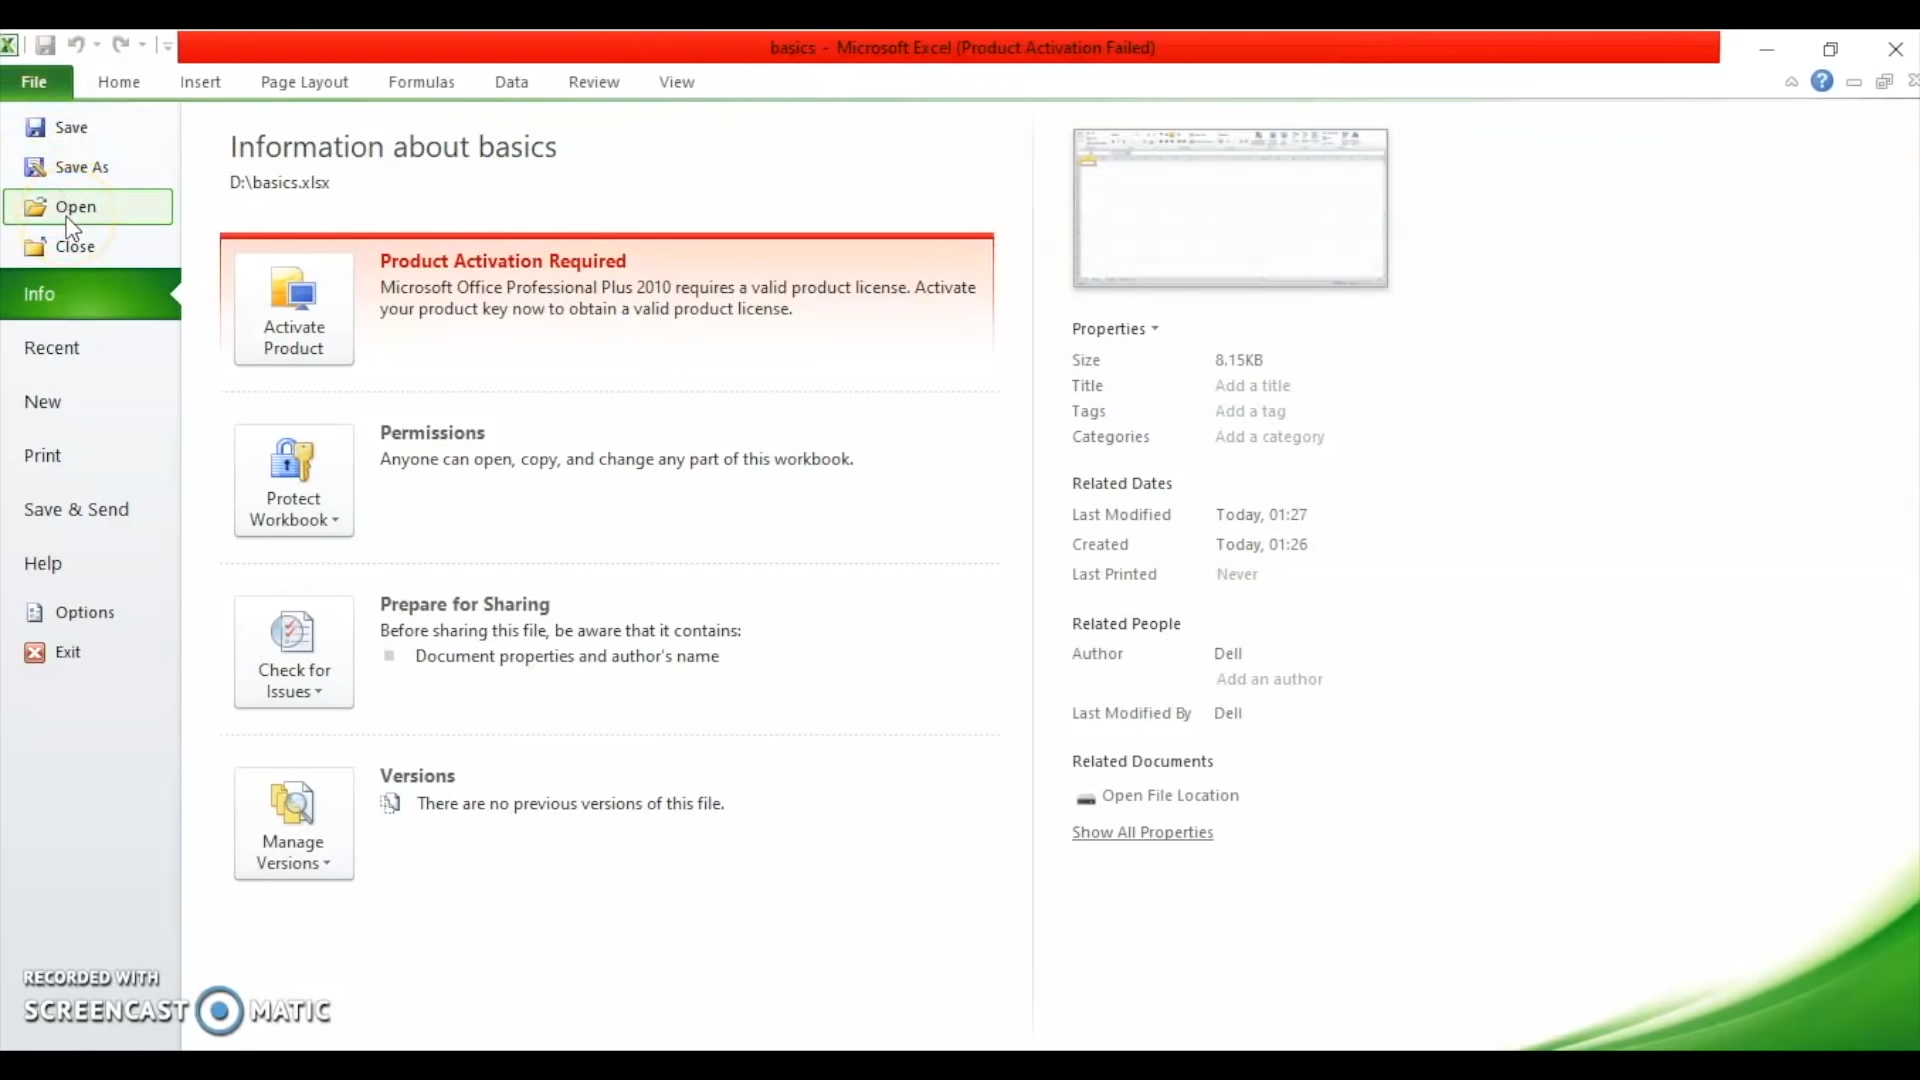 basics - Microsoft Excel (Product Activation Failed)
File Home Insert Page Layout Formulas Data Review View
Save
Save As
Open
Close
Info
Recent
New
Print
Save & Send
Help
Options
Exit
Information about basics
D:\basics.xlsx
Activate
Product
Product Activation Required
Microsoft Office Professional Plus 2010 requires a valid product license. Activate
your product key now to obtain a valid product license.
Protect
Workbook
Permissions
Anyone can open, copy, and change any part of this workbook.
Check for
Issues
Prepare for Sharing
Before sharing this file, be aware that it contains:
Document properties and author's name
Manage
Versions
Versions
There are no previous versions of this file.
Properties
Size 8.15KB
Title Add a title
Tags Add a tag
Categories Add a category
Related Dates
Last Modified Today, 01:27
Created Today, 01:26
Last Printed Never
Related People
Author Dell
Add an author
Last Modified By Dell
Related Documents
Open File Location
Show All Properties
RECORDED WITH
SCREENCAST MATIC